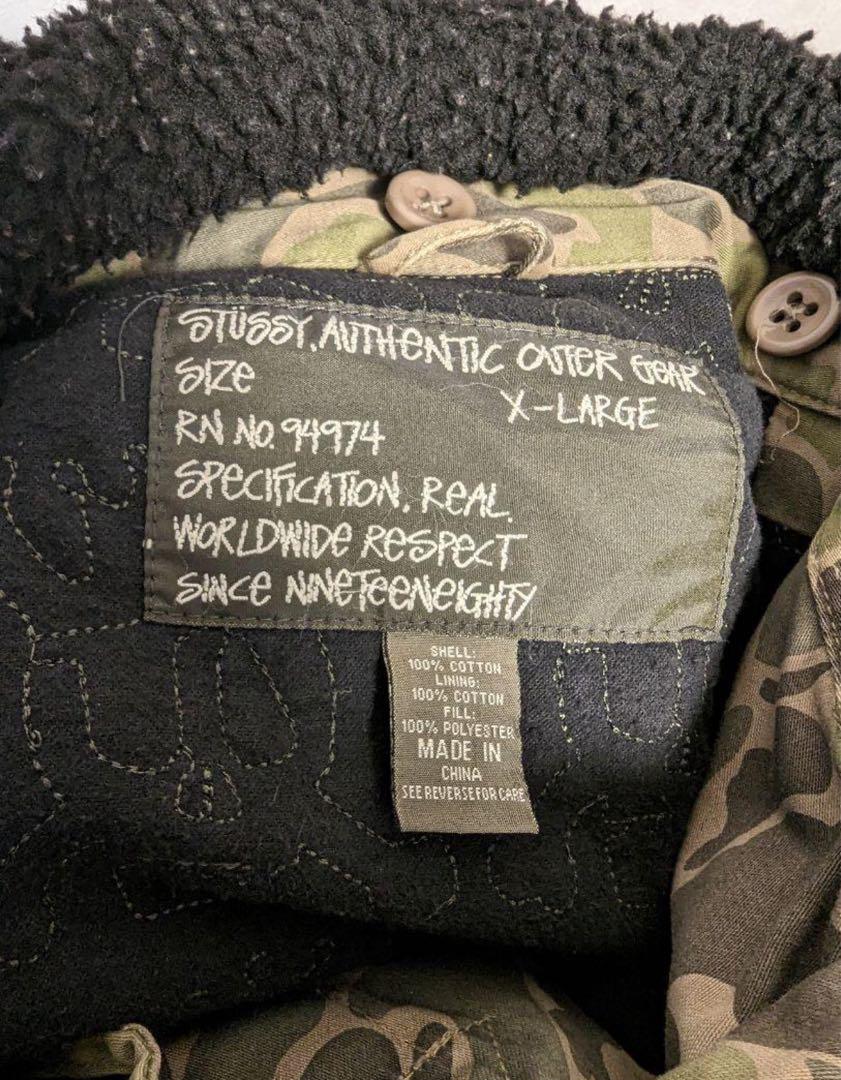 STÜSSY. AUTHENTIC OUTER GEAR
SIZE
X-LARGE
RN NO. 94974
SPECIFICATION. REAL.
WORLDWIDE RESPECT
SINCE NINETEENEIGHTY
SHELL:
100% COTTON
LINING:
100% COTTON
FILL:
100% POLYESTER
MADE IN
CHINA
SEE REVERSE FOR CARE